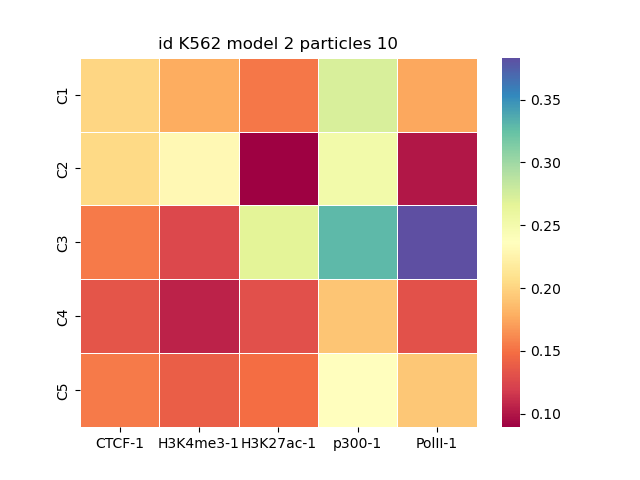 id K562 model 2 particles 10
C1
C2
C3
C4
C5
CTCF-1 H3K4me3-1 H3K27ac-1 p300-1 PolII-1
0.35
0.30
0.25
0.20
0.15
0.10